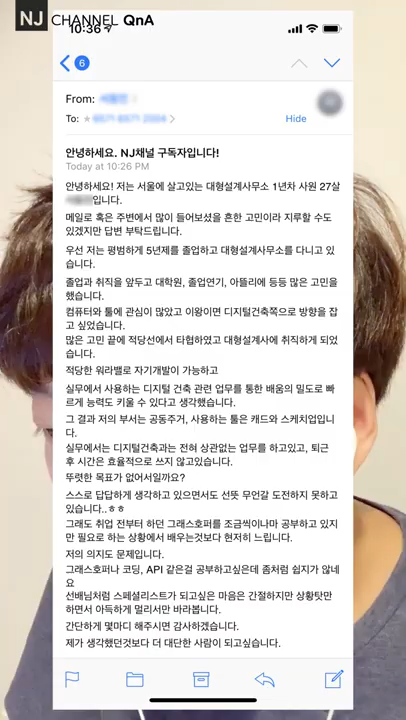 NJ CHANNEL QnA
10:36
6
From:
To:
Hide
안녕하세요. NJ채널 구독자입니다!
Today at 10:26 PM
안녕하세요! 저는 서울에 살고있는 대형설계사무소 1년차 사원 27살
입니다.
메일로 혹은 주변에서 많이 들어보셨을 흔한 고민이라 지루할 수도
있겠지만 답변 부탁드립니다.
우선 저는 평범하게 5년제를 졸업하고 대형설계사무소를 다니고 있
습니다.
졸업과 취직을 앞두고 대학원, 졸업연기, 아뜰리에 등등 많은 고민을
했습니다.
컴퓨터와 툴에 관심이 많았고 이왕이면 디지털건축쪽으로 방향을 잡
고 싶었습니다.
많은 고민 끝에 적당선에서 타협하였고 대형설계사에 취직하게 되었
습니다.
적당한 워라밸로 자기개발이 가능하고
실무에서 사용하는 디지털 건축 관련 업무를 통한 배움의 밀도로 빠
르게 능력도 키울 수 있다고 생각했습니다.
그 결과 저의 부서는 공동주거, 사용하는 툴은 캐드와 스케치업입니
다.
실무에서는 디지털건축과는 전혀 상관없는 업무를 하고있고, 퇴근
후 시간은 효율적으로 쓰지 않고있습니다.
뚜렷한 목표가 없어서일까요?
스스로 답답하게 생각하고 있으면서도 선뜻 무언갈 도전하지 못하고
있습니다..ㅎㅎ
그래도 취업 전부터 하던 그래스호퍼를 조금씩이나마 공부하고 있지
만 필요로 하는 상황에서 배우는것보다 현저히 느립니다.
저의 의지도 문제입니다.
그래스호퍼나 코딩, API 같은걸 공부하고싶은데 좀처럼 쉽지가 않네
요
선배님처럼 스페셜리스트가 되고싶은 마음은 간절하지만 상황탓만
하면서 아득하게 멀리서만 바라봅니다.
간단하게 몇마디 해주시면 감사하겠습니다.
제가 생각했던것보다 더 대단한 사람이 되고싶습니다.